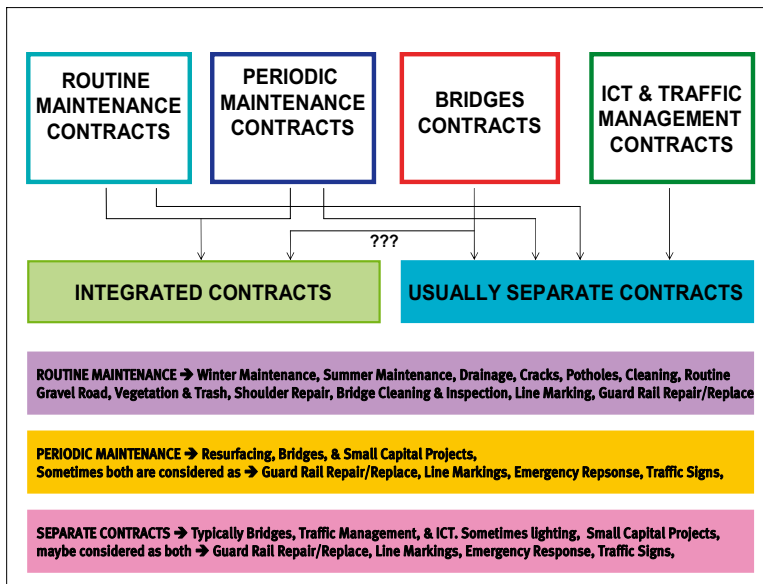 ROUTINE
MAINTENANCE
CONTRACTS
PERIODIC
MAINTENANCE
CONTRACTS
BRIDGES
CONTRACTS
ICT & TRAFFIC
MANAGEMENT
CONTRACTS
???
INTEGRATED CONTRACTS
USUALLY SEPARATE CONTRACTS
ROUTINE MAINTENANCE ➔ Winter Maintenance, Summer Maintenance, Drainage, Cracks, Potholes, Cleaning, Routine
Gravel Road, Vegetation & Trash, Shoulder Repair, Bridge Cleaning & Inspection, Line Marking, Guard Rail Repair/Replace
PERIODIC MAINTENANCE ➔ Resurfacing, Bridges, & Small Capital Projects,
Sometimes both are considered as ➔ Guard Rail Repair/Replace, Line Markings, Emergency Repsonse, Traffic Signs,
SEPARATE CONTRACTS ➔ Typically Bridges, Traffic Management, & ICT. Sometimes lighting, Small Capital Projects,
maybe considered as both ➔ Guard Rail Repair/Replace, Line Markings, Emergency Response, Traffic Signs,